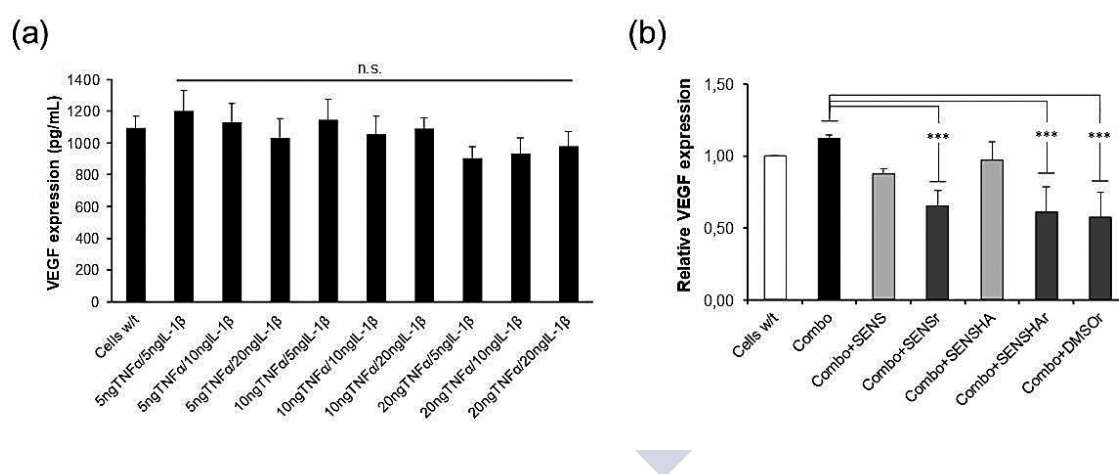 (a)
n.s.
VEGF expression (pg/mL)
1400
1200
1000
800
600
400
200
0
Cells w/t
5ngTNFα/5ngIL-1β
5ngTNFα/10ngIL-1β
5ngTNFα/20ngIL-1β
10ngTNFα/5ngIL-1β
10ngTNFα/10ngIL-1β
10ngTNFα/20ngIL-1β
20ngTNFα/5ngIL-1β
20ngTNFα/10ngIL-1β
20ngTNFα/20ngIL-1β
(b)
Relative VEGF expression
1,50
1,00
0,50
0,00
***
***
***
Cells w/t
Combo
Combo+SENS
Combo+SENSr
Combo+SENSHA
Combo+SENSHAr
Combo+DMSOr